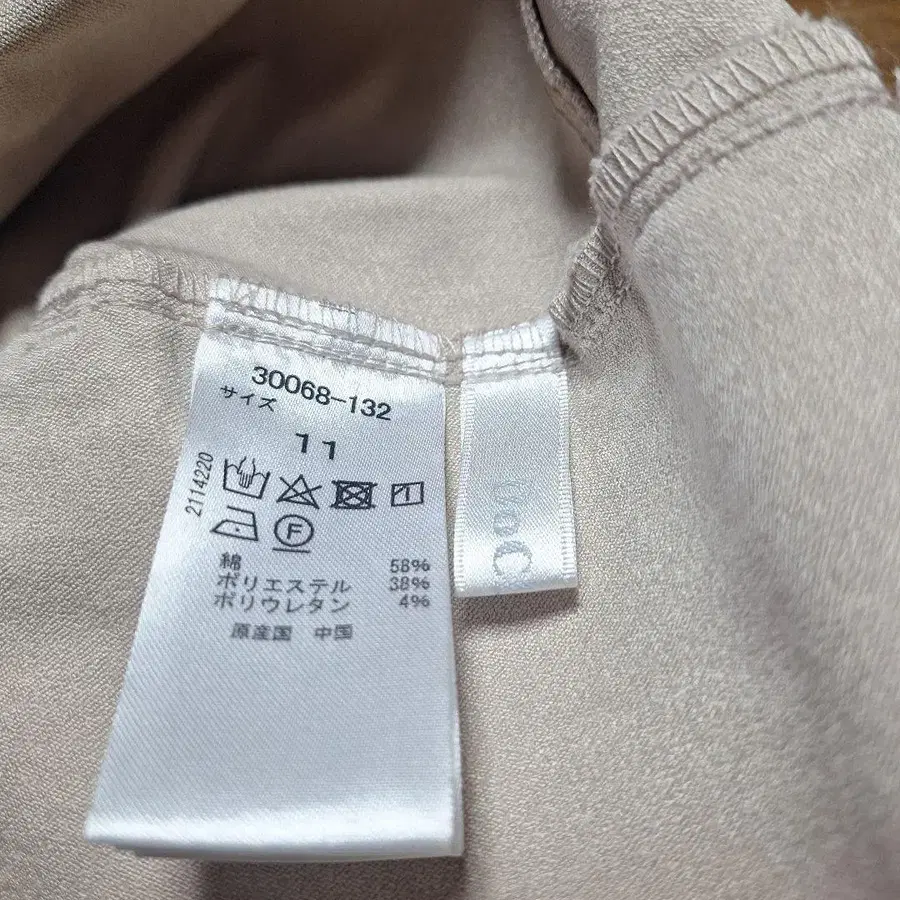 30068-132
サイズ
11
2114220
F
綿 58%
ポリエステル 38%
ポリウレタン 4%
原産国 中国